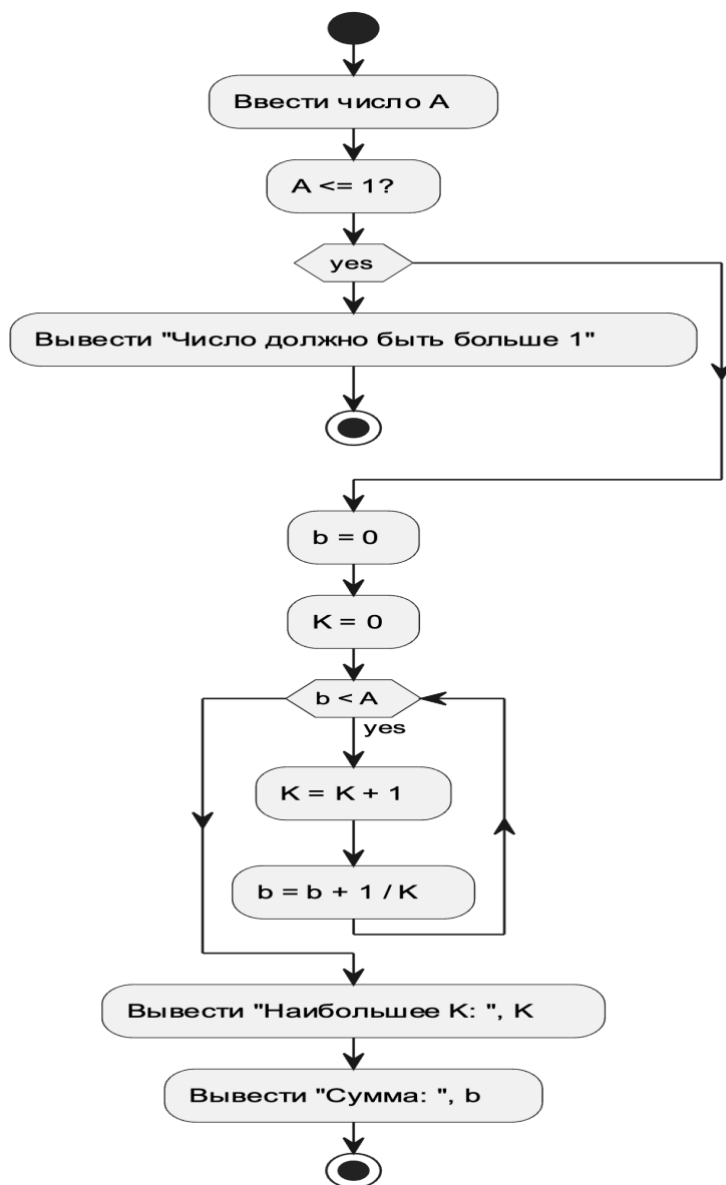 Ввести число A
A <= 1?
yes
Вывести "Число должно быть больше 1"
b = 0
K = 0
b < A
yes
K = K + 1
b = b + 1 / K
Вывести "Наибольшее K: ", K
Вывести "Сумма: ", b